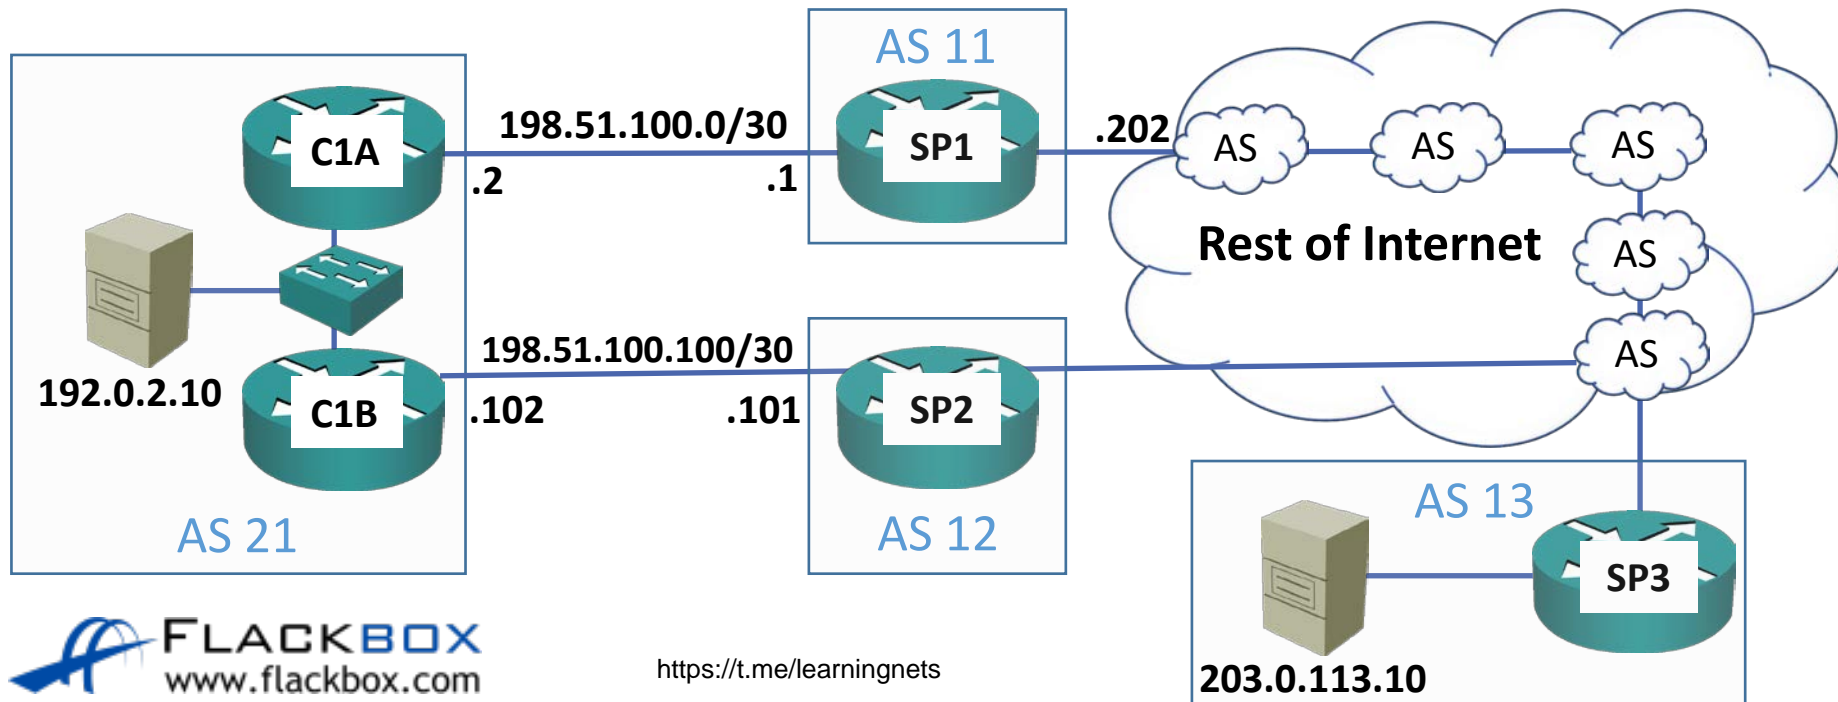 AS 11
198.51.100.0/30
C1A
SP1
.202
AS
AS
AS
.2
.1
Rest of Internet
AS
192.0.2.10
198.51.100.100/30
AS
C1B
.102
.101
SP2
AS 21
AS 12
AS 13
SP3
203.0.113.10
FLACKBOX
www.flackbox.com
https://t.me/learningnets